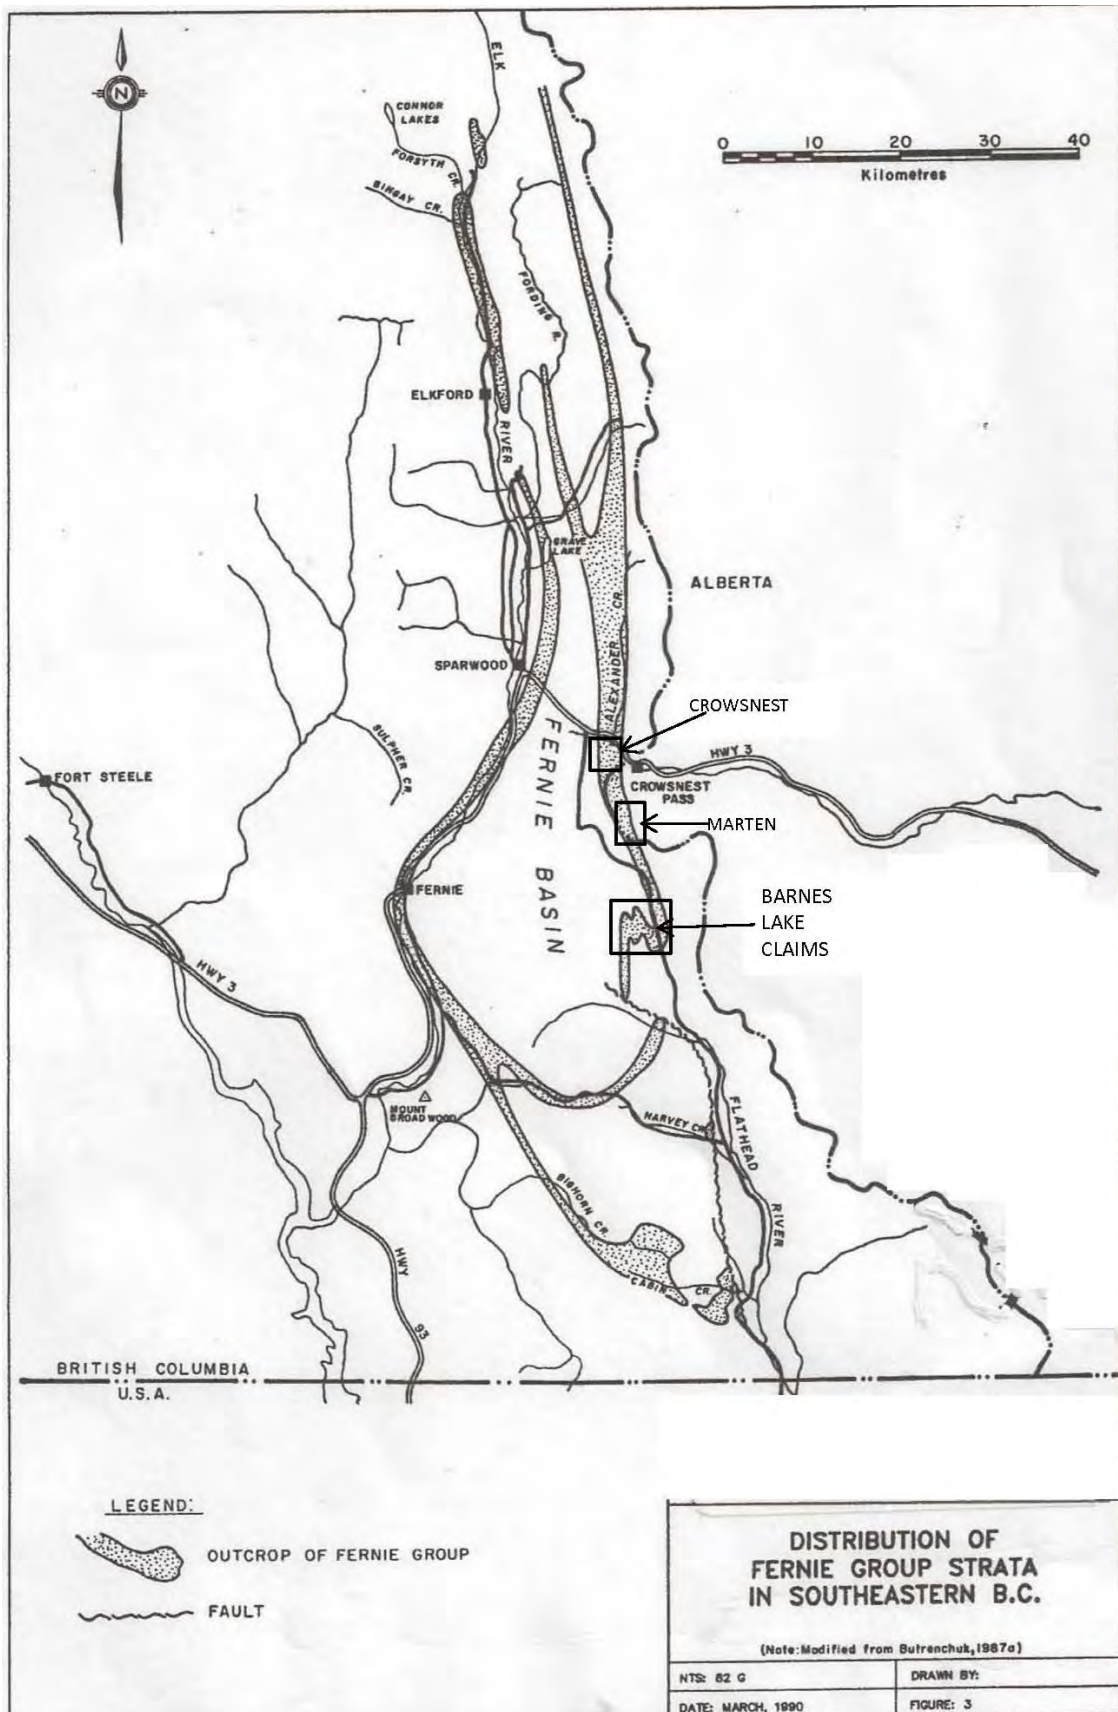 ELK
N
CONNOR
LAKES
FORSYTH CR.
BINGAY CR.
0 10 20 30 40
Kilometres
FORDING R.
ELKFORD
RIVER
GRAVE
LAKE
ALBERTA
ALEXANDER CR.
SPARWOOD
CROWSNEST
FERNIE BASIN
SULPHER CR.
HWY 3
FORT STEELE
CROWSNEST
PASS
MARTEN
FERNIE
BARNES
LAKE
CLAIMS
HWY 3
MOUNT
BROADWOOD
HARVEY CR.
FLATHEAD
RIVER
BIGHORN CR.
CABIN CR.
HWY 93
BRITISH COLUMBIA
U.S.A.
LEGEND:
OUTCROP OF FERNIE GROUP
FAULT
DISTRIBUTION OF
FERNIE GROUP STRATA
IN SOUTHEASTERN B.C.
(Note:Modified from Butrenchuk,1987a)
NTS: 82 G
DRAWN BY:
DATE: MARCH, 1990
FIGURE: 3